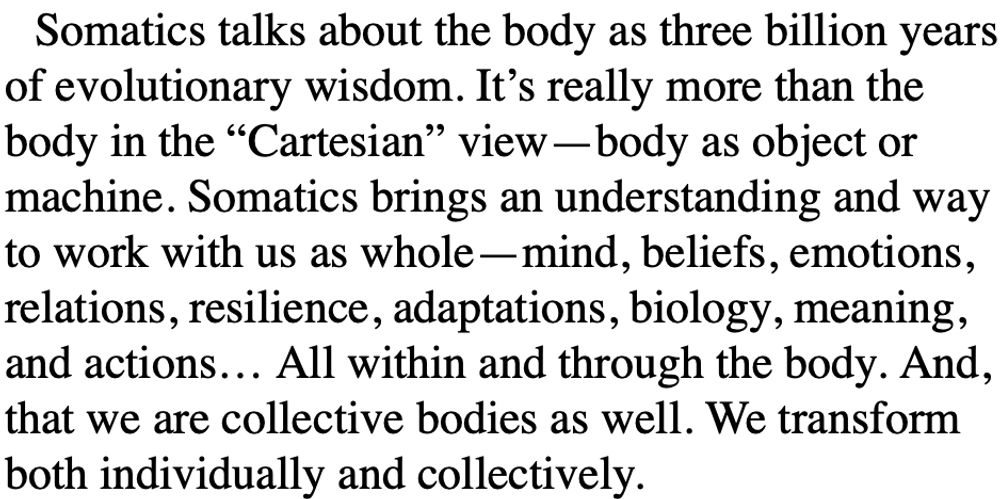 Somatics talks about the body as three billion years
of evolutionary wisdom. It’s really more than the
body in the “Cartesian” view—body as object or
machine. Somatics brings an understanding and way
to work with us as whole—mind, beliefs, emotions,
relations, resilience, adaptations, biology, meaning,
and actions… All within and through the body. And,
that we are collective bodies as well. We transform
both individually and collectively.